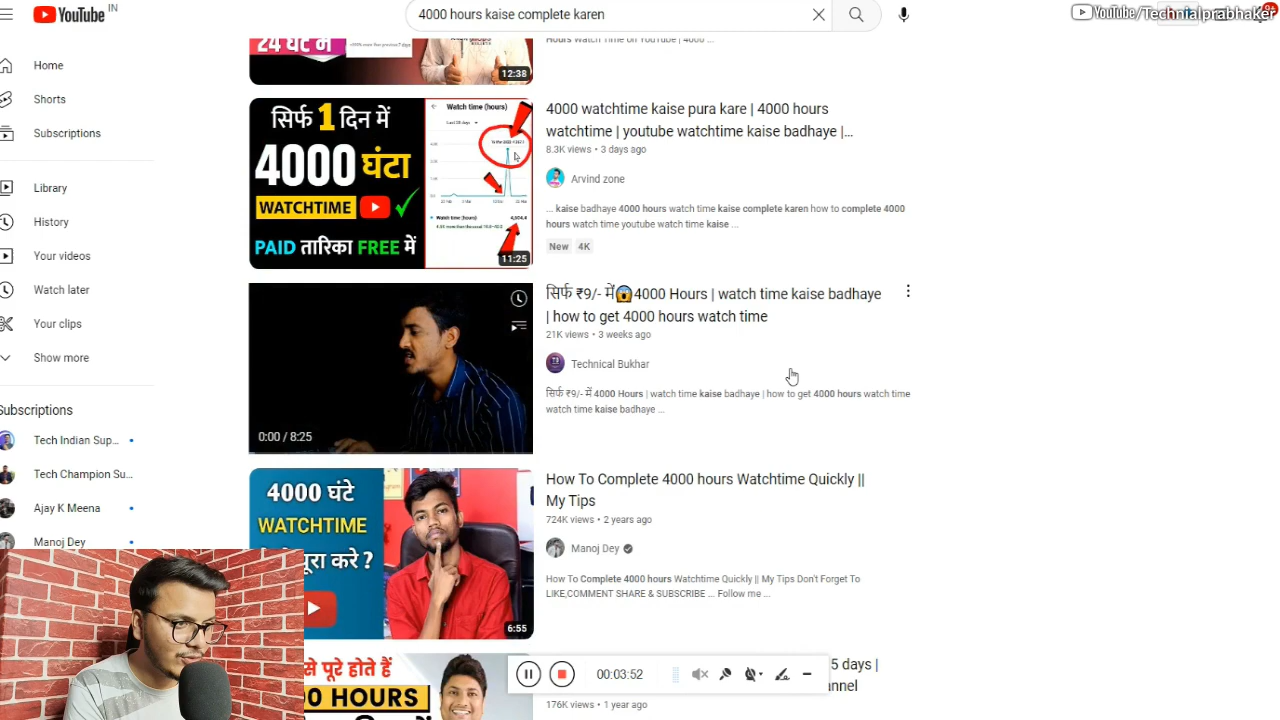 YouTube IN
4000 hours kaise complete karen
YouTube/Technialprabhaker
9+
Home
Shorts
Subscriptions
Library
History
Your videos
Watch later
Your clips
Show more
Subscriptions
Tech Indian Sup...
Tech Champion Su...
Ajay K Meena
Manoj Dey
24 घंटे में
12:38
Hours Watch Time on YouTube | 4000 ...
सिर्फ 1 दिन में
4000 घंटा
WATCHTIME
PAID तारिका FREE में
Watch time (hours)
Watch time (hours)
11:25
4000 watchtime kaise pura kare | 4000 hours
watchtime | youtube watchtime kaise badhaye |...
8.3K views • 3 days ago
Arvind zone
... kaise badhaye 4000 hours watch time kaise complete karen how to complete 4000
hours watch time youtube watch time kaise ...
New 4K
0:00 / 8:25
सिर्फ ₹9/- में😱4000 Hours | watch time kaise badhaye
| how to get 4000 hours watch time
21K views • 3 weeks ago
Technical Bukhar
सिर्फ ₹9/- में 4000 Hours | watch time kaise badhaye | how to get 4000 hours watch time
watch time kaise badhaye ...
4000 घंटे
WATCHTIME
पूरा करे ?
6:55
How To Complete 4000 hours Watchtime Quickly ||
My Tips
724K views • 2 years ago
Manoj Dey
How To Complete 4000 hours Watchtime Quickly || My Tips Don't Forget To
LIKE,COMMENT SHARE & SUBSCRIBE ... Follow me ...
से पूरे होते हैं
0 HOURS
00:03:52
5 days |
176K views • 1 year ago